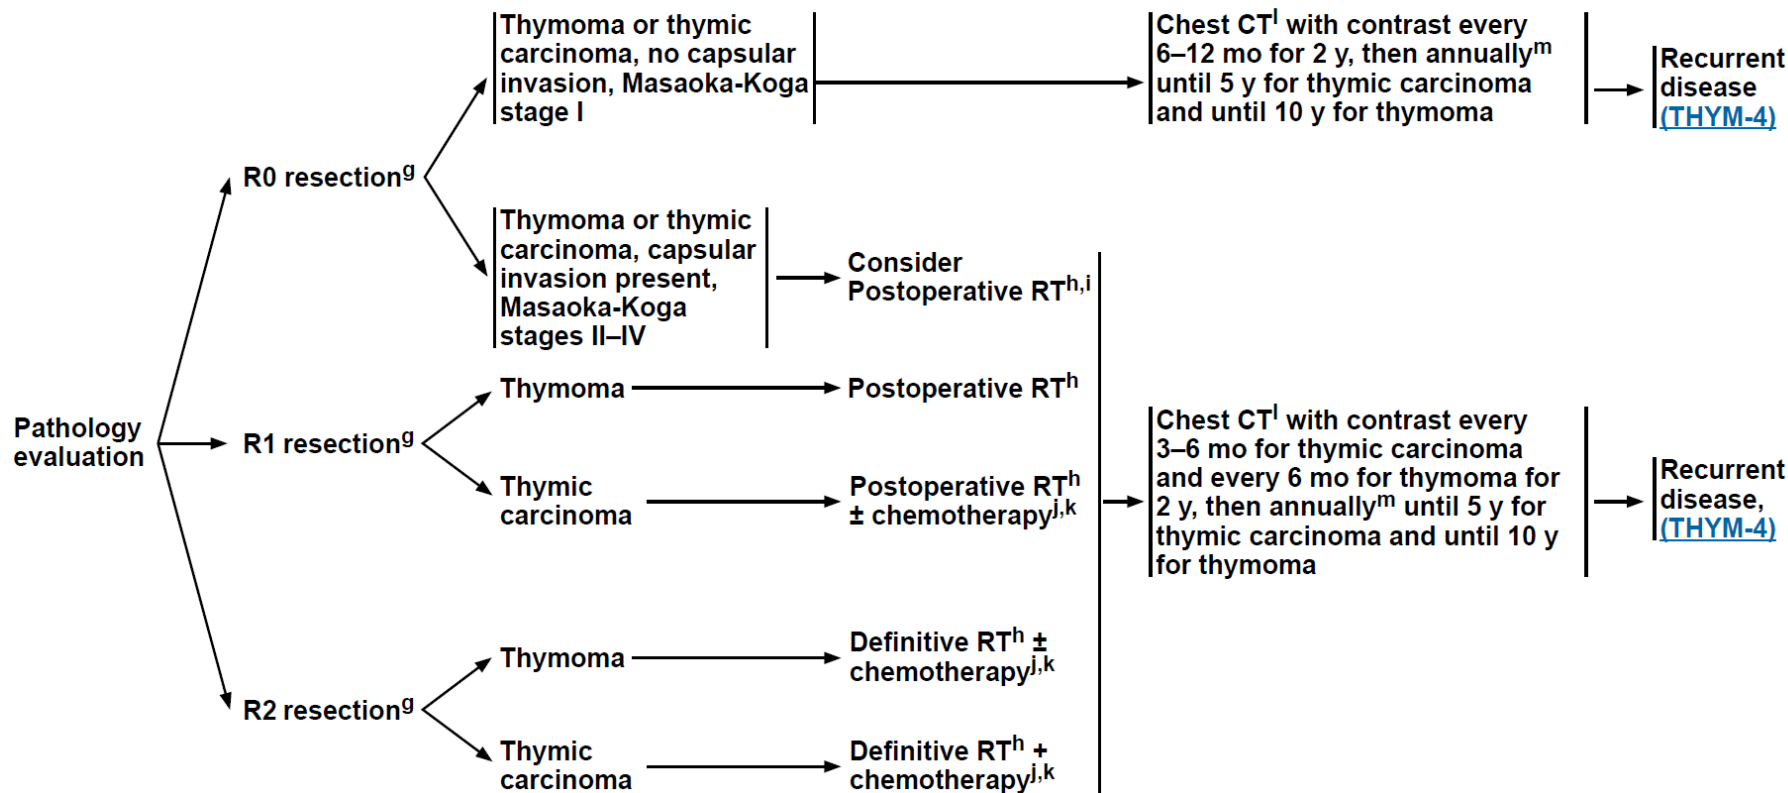 Pathology
evaluation
R0 resectiong
Thymoma or thymic
carcinoma, no capsular
invasion, Masaoka-Koga
stage I
Chest CTl with contrast every
6–12 mo for 2 y, then annuallym
until 5 y for thymic carcinoma
and until 10 y for thymoma
Recurrent
disease
(THYM-4)
Thymoma or thymic
carcinoma, capsular
invasion present,
Masaoka-Koga
stages II–IV
Consider
Postoperative RTh,i
R1 resectiong
Thymoma
Postoperative RTh
Thymic
carcinoma
Postoperative RTh
± chemotherapyj,k
R2 resectiong
Thymoma
Definitive RTh ±
chemotherapyj,k
Thymic
carcinoma
Definitive RTh +
chemotherapyj,k
Chest CTl with contrast every
3–6 mo for thymic carcinoma
and every 6 mo for thymoma for
2 y, then annuallym until 5 y for
thymic carcinoma and until 10 y
for thymoma
Recurrent
disease,
(THYM-4)